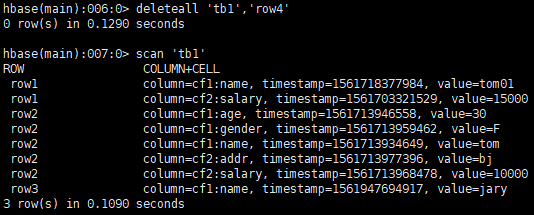 hbase(main):006:0> deleteall 'tb1','row4'
0 row(s) in 0.1290 seconds
hbase(main):007:0> scan 'tb1'
ROW COLUMN+CELL
row1 column=cf1:name, timestamp=1561718377984, value=tom01
row1 column=cf2:salary, timestamp=1561703321529, value=15000
row2 column=cf1:age, timestamp=1561713946558, value=30
row2 column=cf1:gender, timestamp=1561713959462, value=F
row2 column=cf1:name, timestamp=1561713934649, value=tom
row2 column=cf2:addr, timestamp=1561713977396, value=bj
row2 column=cf2:salary, timestamp=1561713968478, value=10000
row3 column=cf1:name, timestamp=1561947694917, value=jary
3 row(s) in 0.1090 seconds